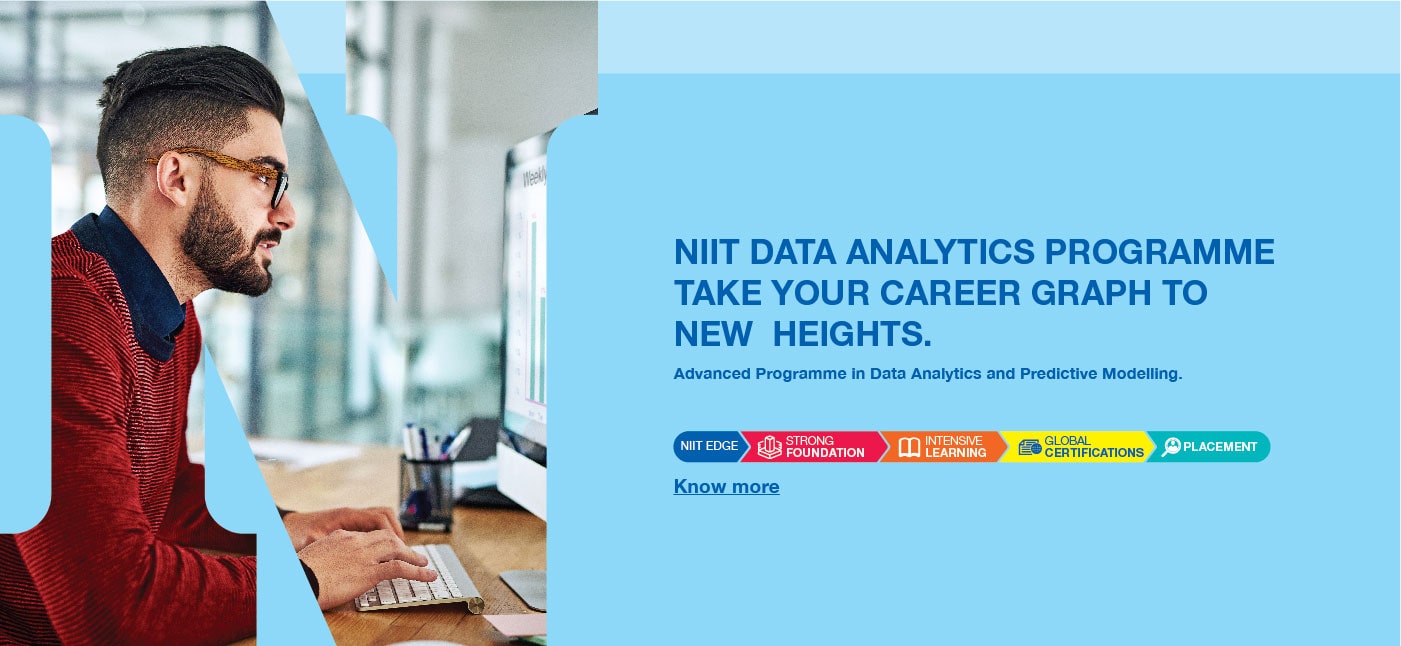 Weekly
NIIT DATA ANALYTICS PROGRAMME
TAKE YOUR CAREER GRAPH TO
NEW HEIGHTS.
Advanced Programme in Data Analytics and Predictive Modelling.
NIIT EDGE
STRONG
FOUNDATION
INTENSIVE
LEARNING
GLOBAL
CERTIFICATIONS
PLACEMENT
Know more